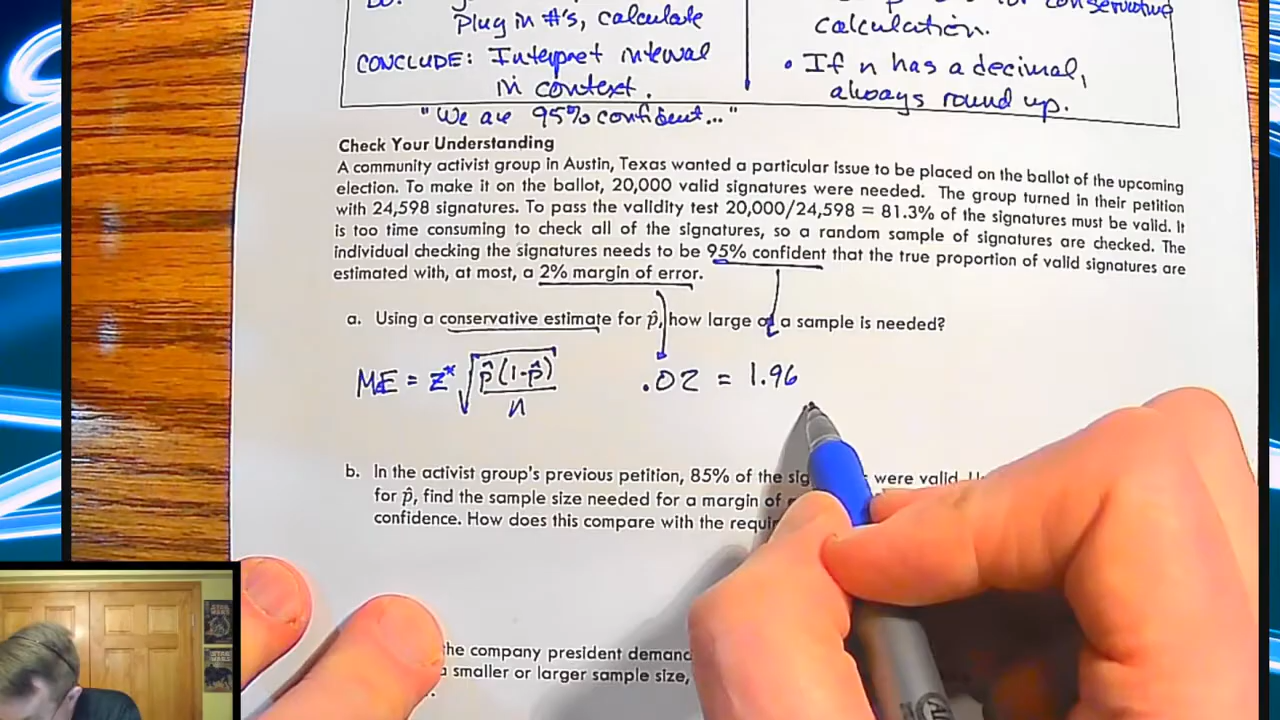 Plug in #'s, calculate
CONCLUDE: Interpret interval
in context.
"We are 95% confident..."
for conservative
calculation.
• If n has a decimal,
always round up.
Check Your Understanding
A community activist group in Austin, Texas wanted a particular issue to be placed on the ballot of the upcoming
election. To make it on the ballot, 20,000 valid signatures were needed. The group turned in their petition
with 24,598 signatures. To pass the validity test 20,000/24,598 = 81.3% of the signatures must be valid. It
is too time consuming to check all of the signatures, so a random sample of signatures are checked. The
individual checking the signatures needs to be 95% confident that the true proportion of valid signatures are
estimated with, at most, a 2% margin of error.
a. Using a conservative estimate for p̂, how large of a sample is needed?
ME = z* √(p̂(1-p̂)/n) .02 = 1.96
b. In the activist group's previous petition, 85% of the were valid.
for p̂, find the sample size needed for a margin of
confidence. How does this compare with the
the company president
smaller or larger sample size,
STAR WARS
STAR WARS